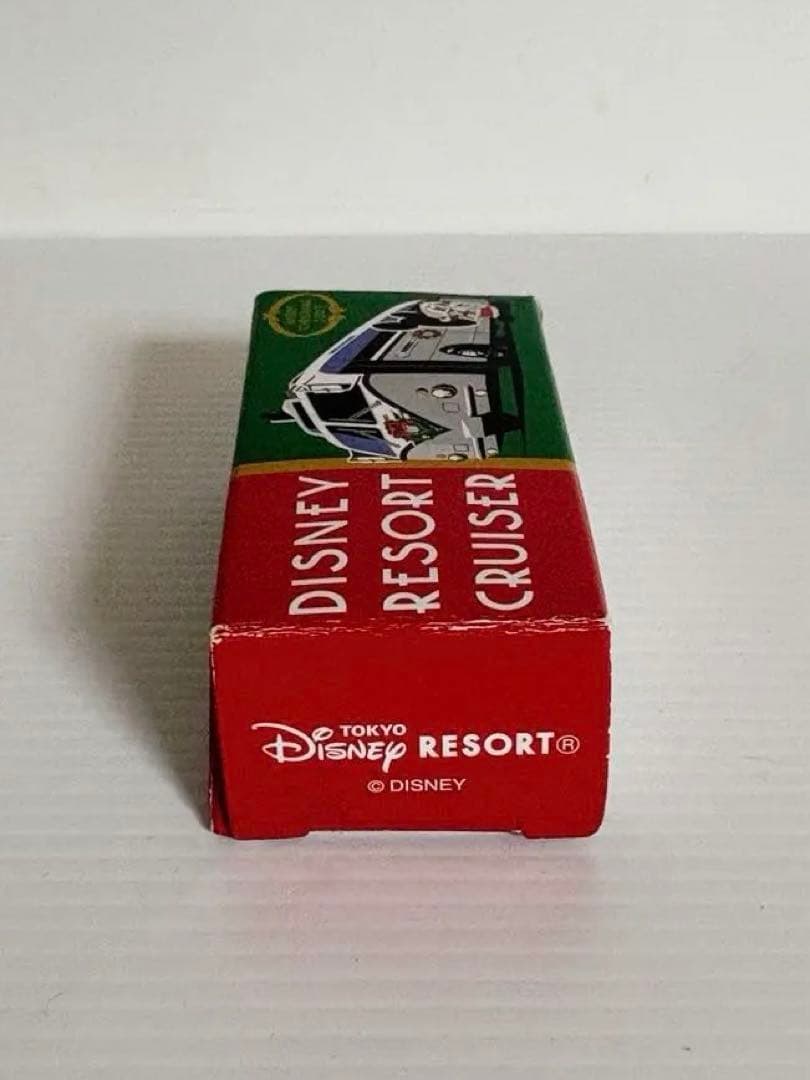 DISNEY
RESORT
CRUISER
TOKYO
Disney RESORT®
© DISNEY